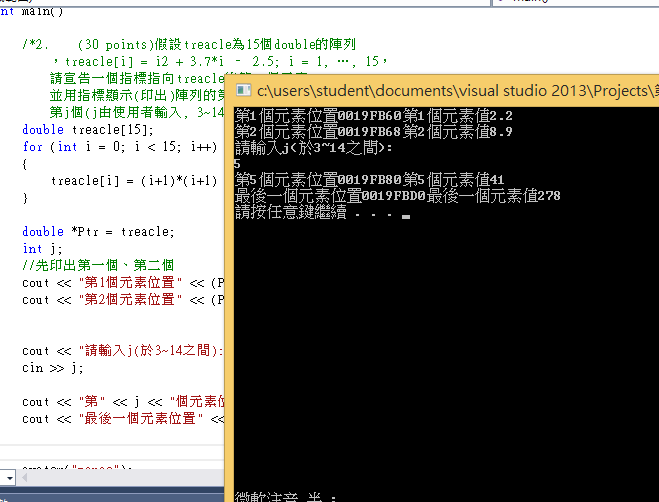 nt main()
/*2. (30 points)假設treacle為15個double的陣列
，treacle[i] = i2 + 3.7*i – 2.5; i = 1, …, 15，
請宣告一個指標指向treacle
並用指標顯示(印出)陣列的第
第j個(j由使用者輸入, 3~14
double treacle[15];
for (int i = 0; i < 15; i++)
{
treacle[i] = (i+1)*(i+1)
}
double *Ptr = treacle;
int j;
//先印出第一個、第二個
cout << "第1個元素位置" << (P
cout << "第2個元素位置" << (P
cout << "請輸入j(於3~14之間):
cin >> j;
cout << "第" << j << "個元素位
cout << "最後一個元素位置" <<
c:\users\student\documents\visual studio 2013\Projects\
第1個元素位置0019FB60第1個元素值2.2
第2個元素位置0019FB68第2個元素值8.9
請輸入j(於3~14之間):
5
第5個元素位置0019FB80第5個元素值41
最後一個元素位置0019FBD0最後一個元素值278
請按任意鍵繼續 . . .
微軟注音 半 :